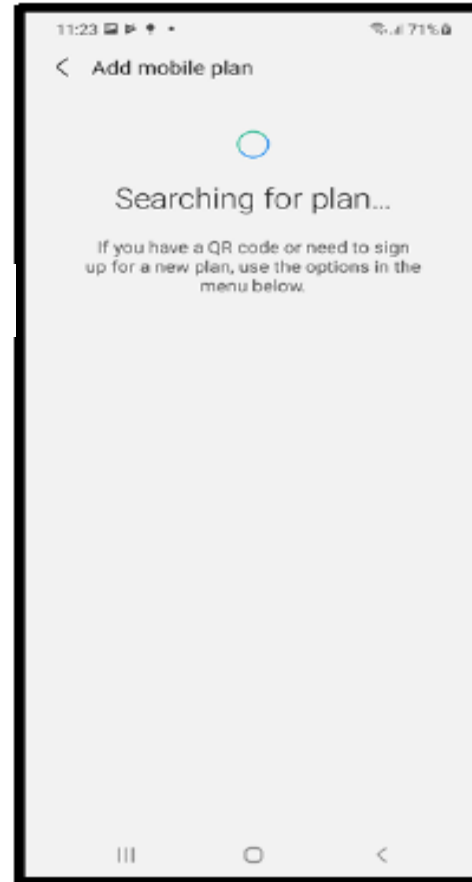 11:23
71%
Add mobile plan
Searching for plan...
If you have a QR code or need to sign
up for a new plan, use the options in the
menu below.